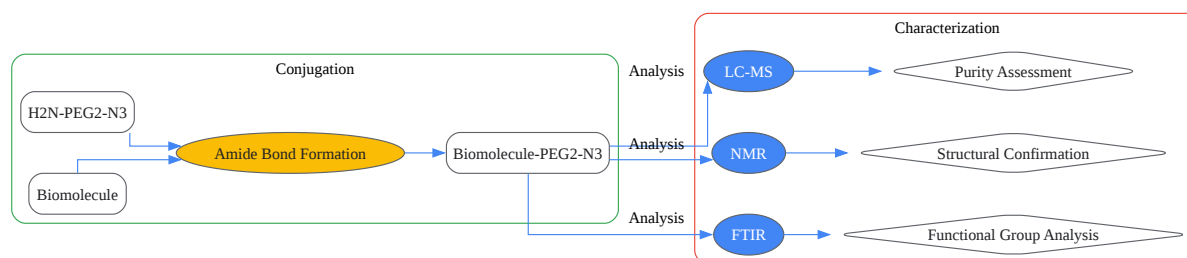 Characterization
Conjugation
Analysis
LC-MS
Purity Assessment
H2N-PEG2-N3
Amide Bond Formation
Biomolecule-PEG2-N3
Analysis
NMR
Structural Confirmation
Biomolecule
Analysis
FTIR
Functional Group Analysis